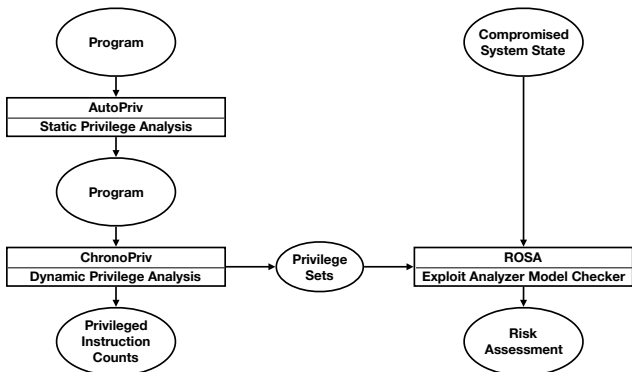 Program
Compromised
System State
AutoPriv
Static Privilege Analysis
Program
ChronoPriv
Dynamic Privilege Analysis
Privilege
Sets
ROSA
Exploit Analyzer Model Checker
Privileged
Instruction
Counts
Risk
Assessment